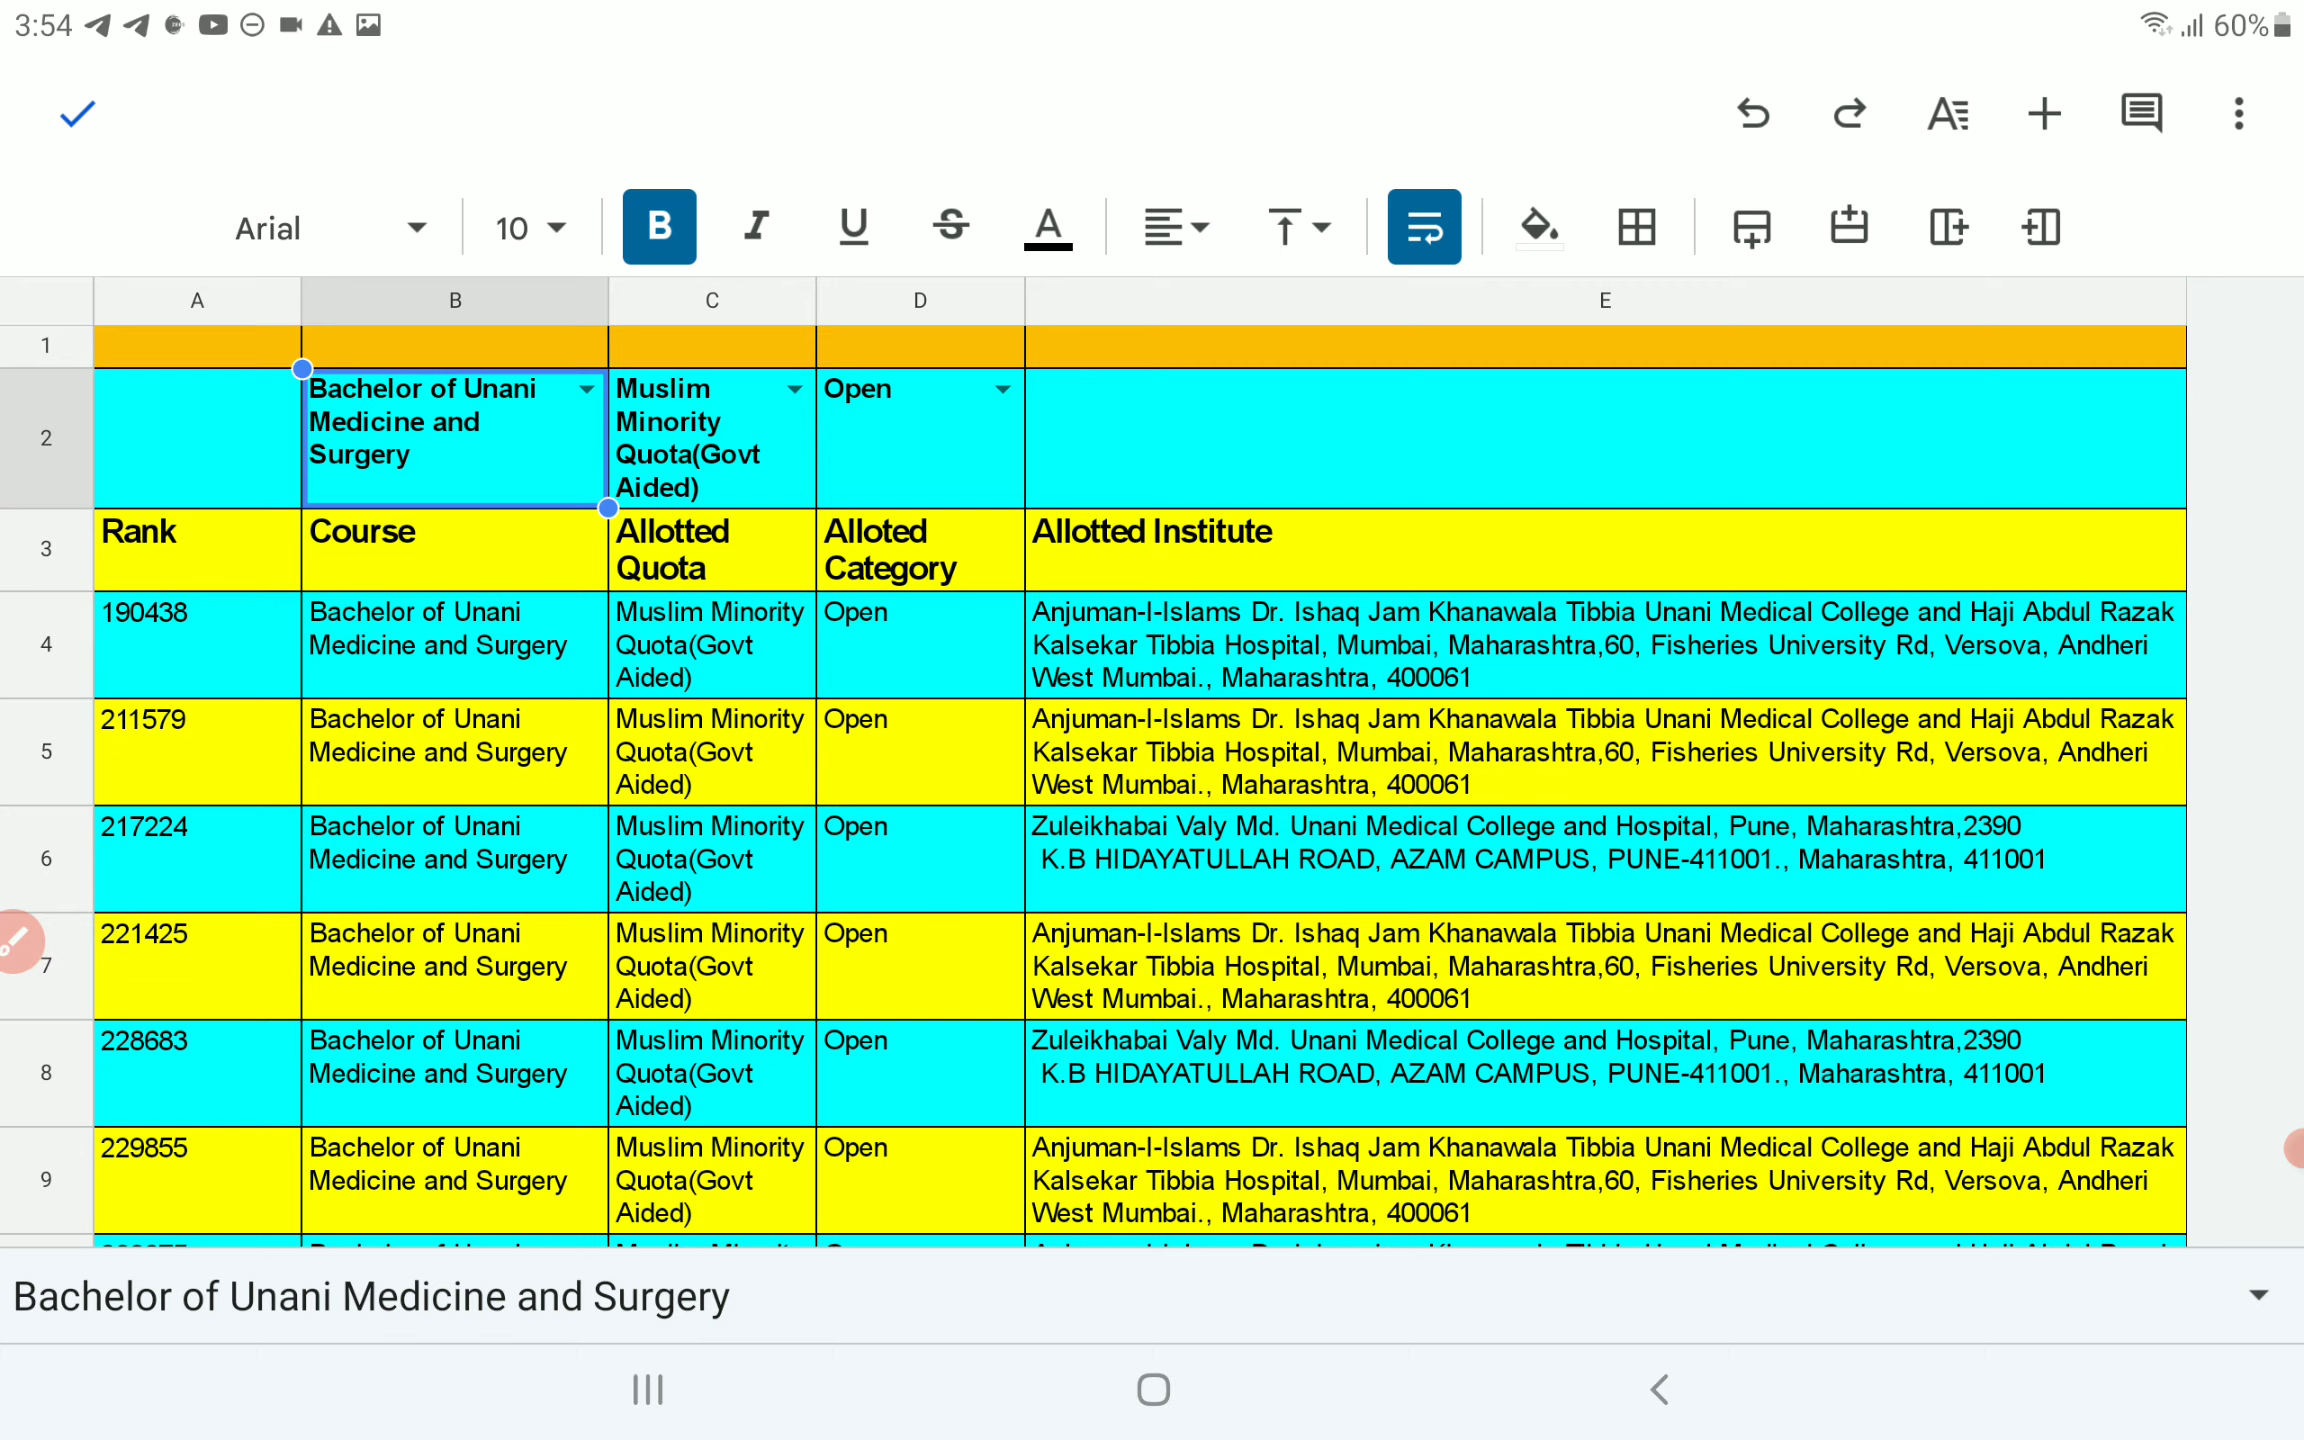 3:54
60%
Arial
10
B I U S A
A B C D E
1
2
Bachelor of Unani
Medicine and
Surgery
Muslim
Minority
Quota(Govt
Aided)
Open
3
Rank
Course
Allotted
Quota
Alloted
Category
Allotted Institute
4
190438
Bachelor of Unani
Medicine and Surgery
Muslim Minority
Quota(Govt
Aided)
Open
Anjuman-I-Islams Dr. Ishaq Jam Khanawala Tibbia Unani Medical College and Haji Abdul Razak
Kalsekar Tibbia Hospital, Mumbai, Maharashtra,60, Fisheries University Rd, Versova, Andheri
West Mumbai., Maharashtra, 400061
5
211579
Bachelor of Unani
Medicine and Surgery
Muslim Minority
Quota(Govt
Aided)
Open
Anjuman-I-Islams Dr. Ishaq Jam Khanawala Tibbia Unani Medical College and Haji Abdul Razak
Kalsekar Tibbia Hospital, Mumbai, Maharashtra,60, Fisheries University Rd, Versova, Andheri
West Mumbai., Maharashtra, 400061
6
217224
Bachelor of Unani
Medicine and Surgery
Muslim Minority
Quota(Govt
Aided)
Open
Zuleikhabai Valy Md. Unani Medical College and Hospital, Pune, Maharashtra,2390
K.B HIDAYATULLAH ROAD, AZAM CAMPUS, PUNE-411001., Maharashtra, 411001
7
221425
Bachelor of Unani
Medicine and Surgery
Muslim Minority
Quota(Govt
Aided)
Open
Anjuman-I-Islams Dr. Ishaq Jam Khanawala Tibbia Unani Medical College and Haji Abdul Razak
Kalsekar Tibbia Hospital, Mumbai, Maharashtra,60, Fisheries University Rd, Versova, Andheri
West Mumbai., Maharashtra, 400061
8
228683
Bachelor of Unani
Medicine and Surgery
Muslim Minority
Quota(Govt
Aided)
Open
Zuleikhabai Valy Md. Unani Medical College and Hospital, Pune, Maharashtra,2390
K.B HIDAYATULLAH ROAD, AZAM CAMPUS, PUNE-411001., Maharashtra, 411001
9
229855
Bachelor of Unani
Medicine and Surgery
Muslim Minority
Quota(Govt
Aided)
Open
Anjuman-I-Islams Dr. Ishaq Jam Khanawala Tibbia Unani Medical College and Haji Abdul Razak
Kalsekar Tibbia Hospital, Mumbai, Maharashtra,60, Fisheries University Rd, Versova, Andheri
West Mumbai., Maharashtra, 400061
Bachelor of Unani Medicine and Surgery